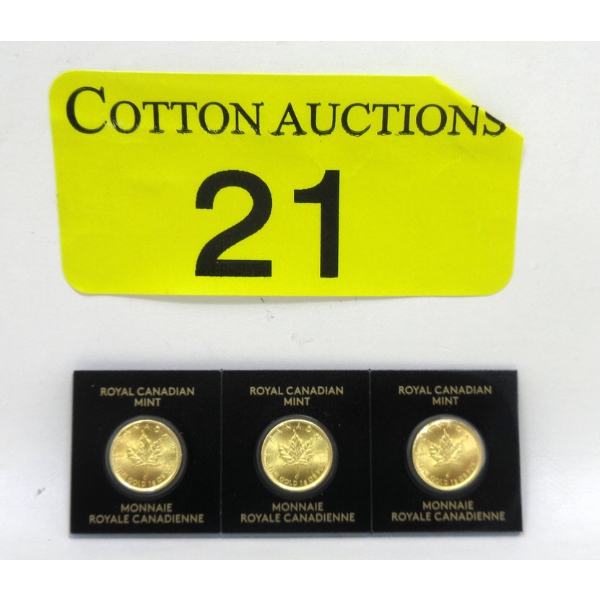 COTTON AUCTIONS
21
ROYAL CANADIAN
MINT
MONNAIE
ROYALE CANADIENNE
ROYAL CANADIAN
MINT
MONNAIE
ROYALE CANADIENNE
ROYAL CANADIAN
MINT
MONNAIE
ROYALE CANADIENNE